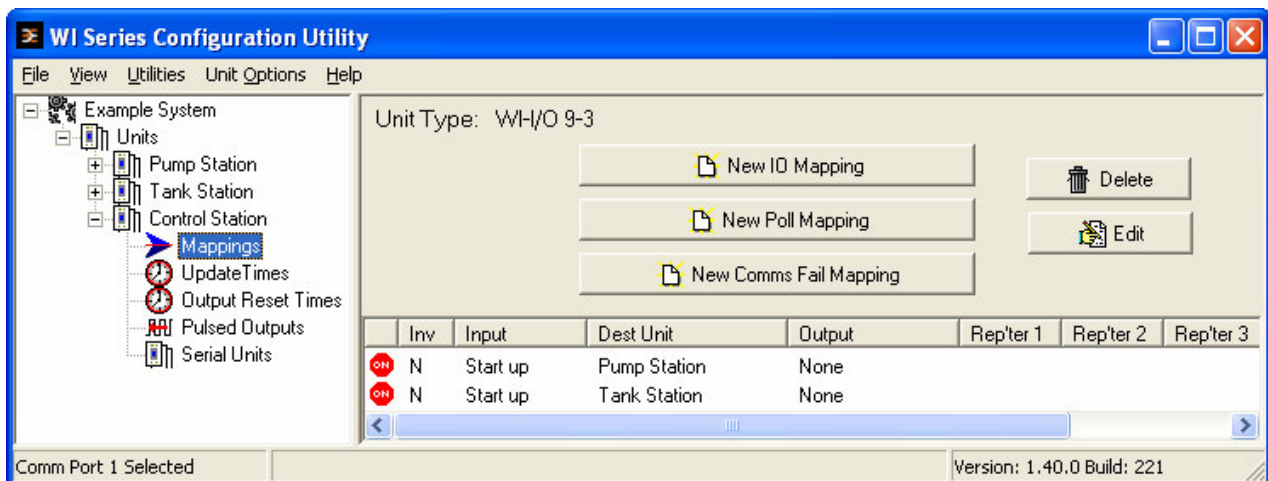 WI Series Configuration Utility
File View Utilities Unit Options Help
Example System
Units
Pump Station
Tank Station
Control Station
Mappings
UpdateTimes
Output Reset Times
Pulsed Outputs
Serial Units
Unit Type: WI-I/O 9-3
New IO Mapping
New Poll Mapping
New Comms Fail Mapping
Delete
Edit
Inv Input Dest Unit Output Rep'ter 1 Rep'ter 2 Rep'ter 3
ON N Start up Pump Station None
ON N Start up Tank Station None
Comm Port 1 Selected Version: 1.40.0 Build: 221